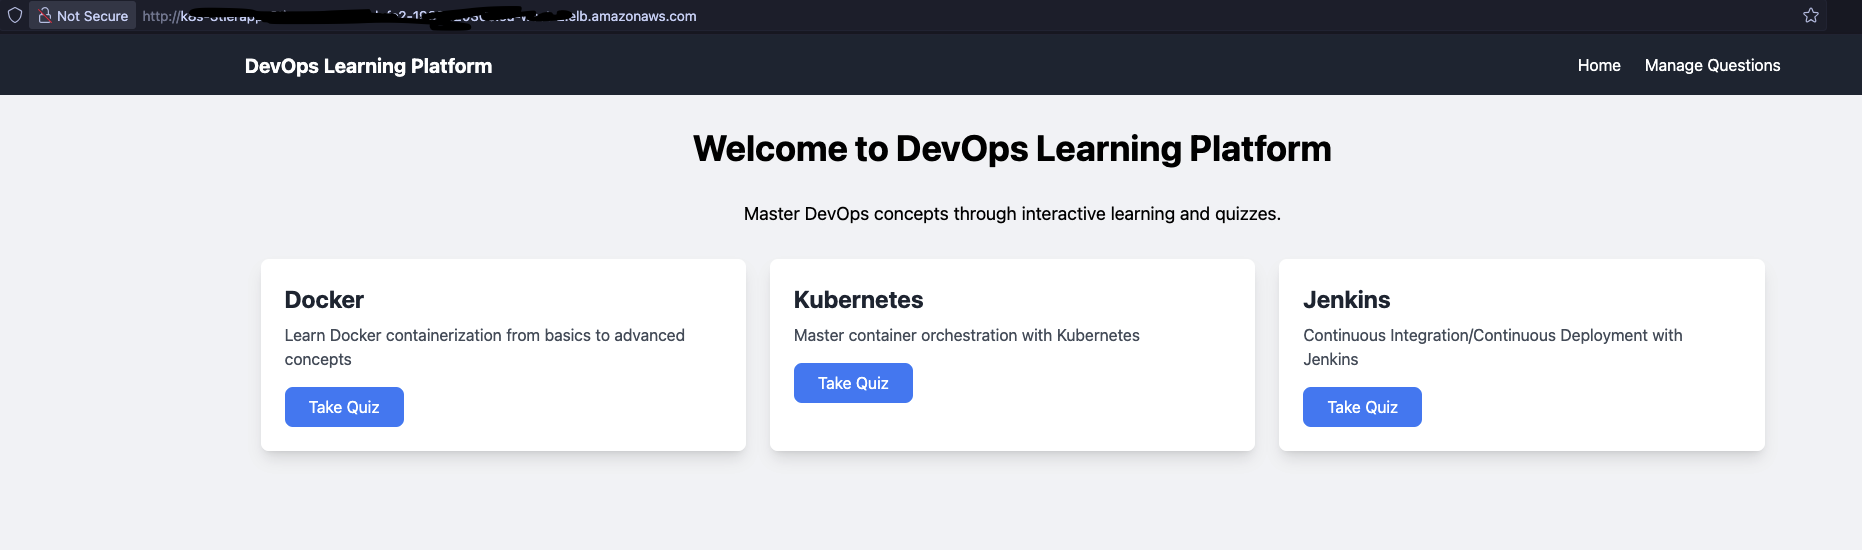 Not Secure http://k8s- elb.amazonaws.com
DevOps Learning Platform Home Manage Questions
Welcome to DevOps Learning Platform
Master DevOps concepts through interactive learning and quizzes.
Docker
Learn Docker containerization from basics to advanced
concepts
Take Quiz
Kubernetes
Master container orchestration with Kubernetes
Take Quiz
Jenkins
Continuous Integration/Continuous Deployment with
Jenkins
Take Quiz